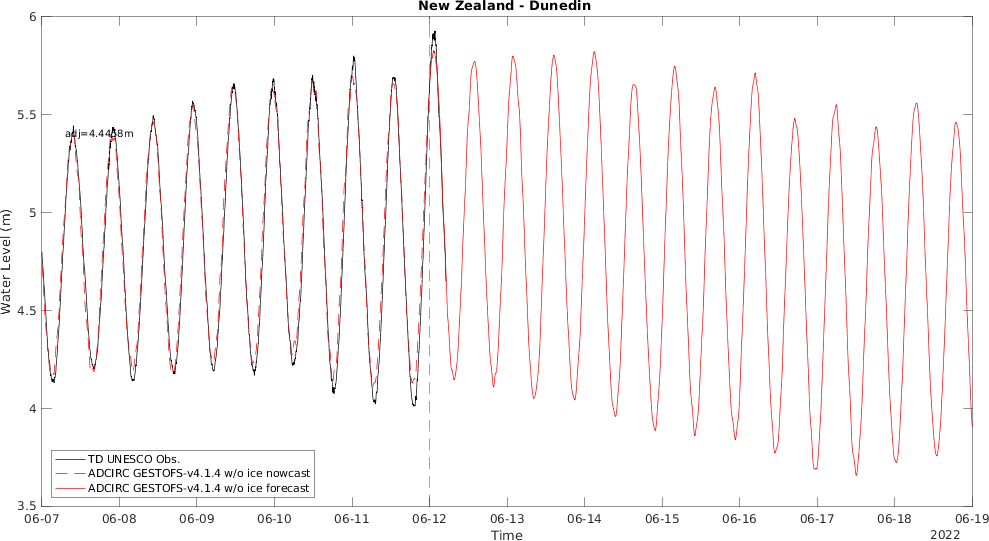 New Zealand - Dunedin
6
5.5
5
4.5
4
3.5
Water Level (m)
adj=4.4458m
TD UNESCO Obs.
ADCIRC GESTOFS-v4.1.4 w/o ice nowcast
ADCIRC GESTOFS-v4.1.4 w/o ice forecast
06-07 06-08 06-09 06-10 06-11 06-12 06-13 06-14 06-15 06-16 06-17 06-18 06-19
Time
2022